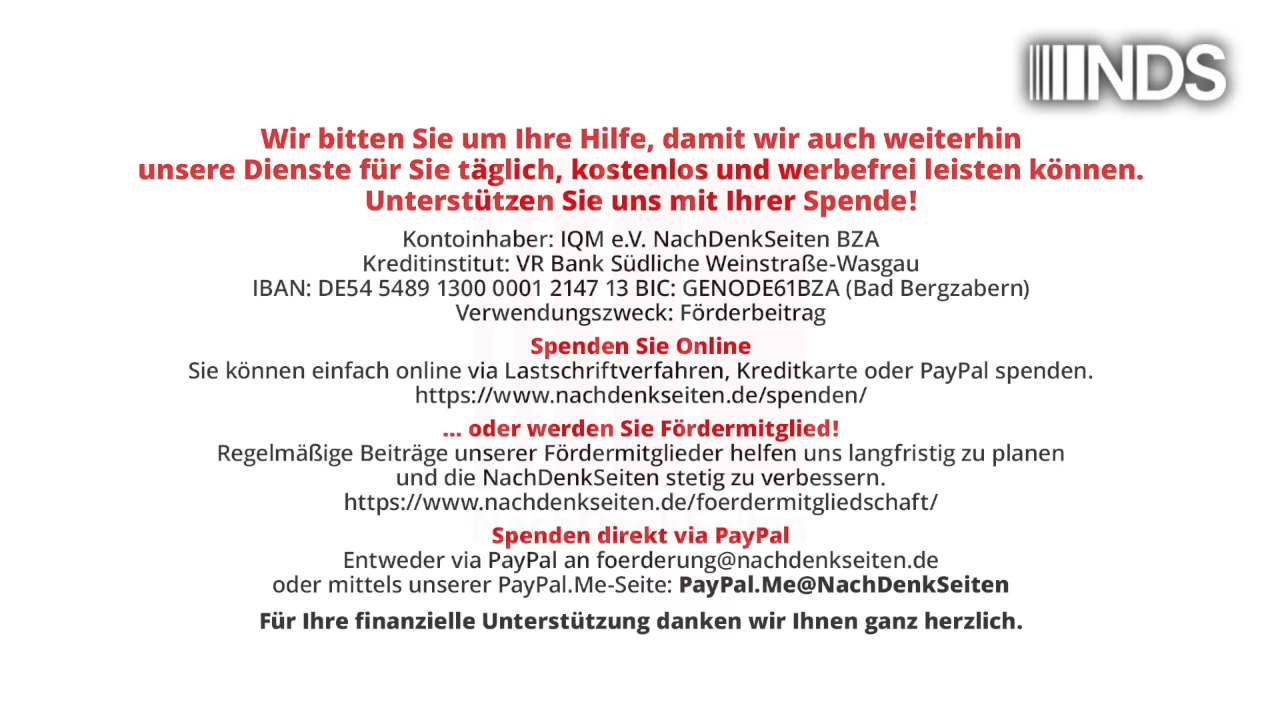 NDS
Wir bitten Sie um Ihre Hilfe, damit wir auch weiterhin
unsere Dienste für Sie täglich, kostenlos und werbefrei leisten können.
Unterstützen Sie uns mit Ihrer Spende!
Kontoinhaber: IQM e.V. NachDenkSeiten BZA
Kreditinstitut: VR Bank Südliche Weinstraße-Wasgau
IBAN: DE54 5489 1300 0001 2147 13 BIC: GENODE61BZA (Bad Bergzabern)
Verwendungszweck: Förderbeitrag
Spenden Sie Online
Sie können einfach online via Lastschriftverfahren, Kreditkarte oder PayPal spenden.
https://www.nachdenkseiten.de/spenden/
... oder werden Sie Fördermitglied!
Regelmäßige Beiträge unserer Fördermitglieder helfen uns langfristig zu planen
und die NachDenkSeiten stetig zu verbessern.
https://www.nachdenkseiten.de/foerdermitgliedschaft/
Spenden direkt via PayPal
Entweder via PayPal an foerderung@nachdenkseiten.de
oder mittels unserer PayPal.Me-Seite: PayPal.Me@NachDenkSeiten
Für Ihre finanzielle Unterstützung danken wir Ihnen ganz herzlich.